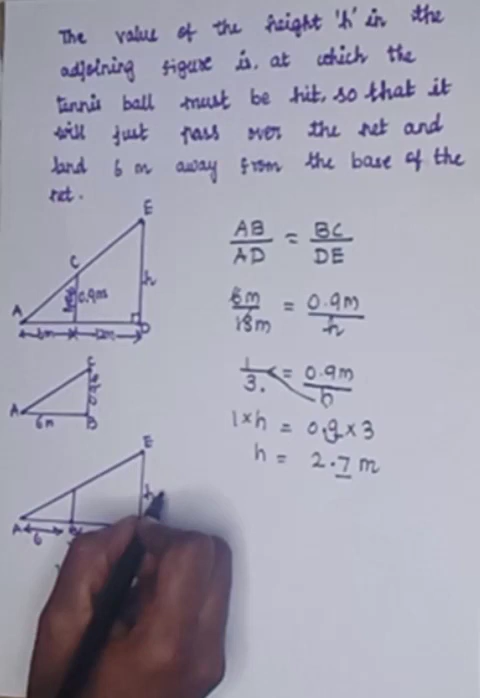 The value of the height 'h' in the
adjoining figure is, at which the
tennis ball must be hit, so that it
will just pass over the net and
land 6 m away from the base of the
net.
E
C
h
0.9m
A
D
6m
12m
AB/AD = BC/DE
6m/18m = 0.9m/h
1/3. = 0.9m/h
1×h = 0.9×3
h = 2.7 m
C
A
6m
B
E
h
A
6